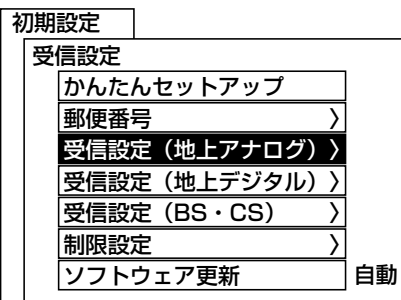 初期設定
受信設定
かんたんセットアップ
郵便番号 〉
受信設定（地上アナログ）〉
受信設定（地上デジタル）〉
受信設定（BS・CS） 〉
制限設定 〉
ソフトウェア更新 自動